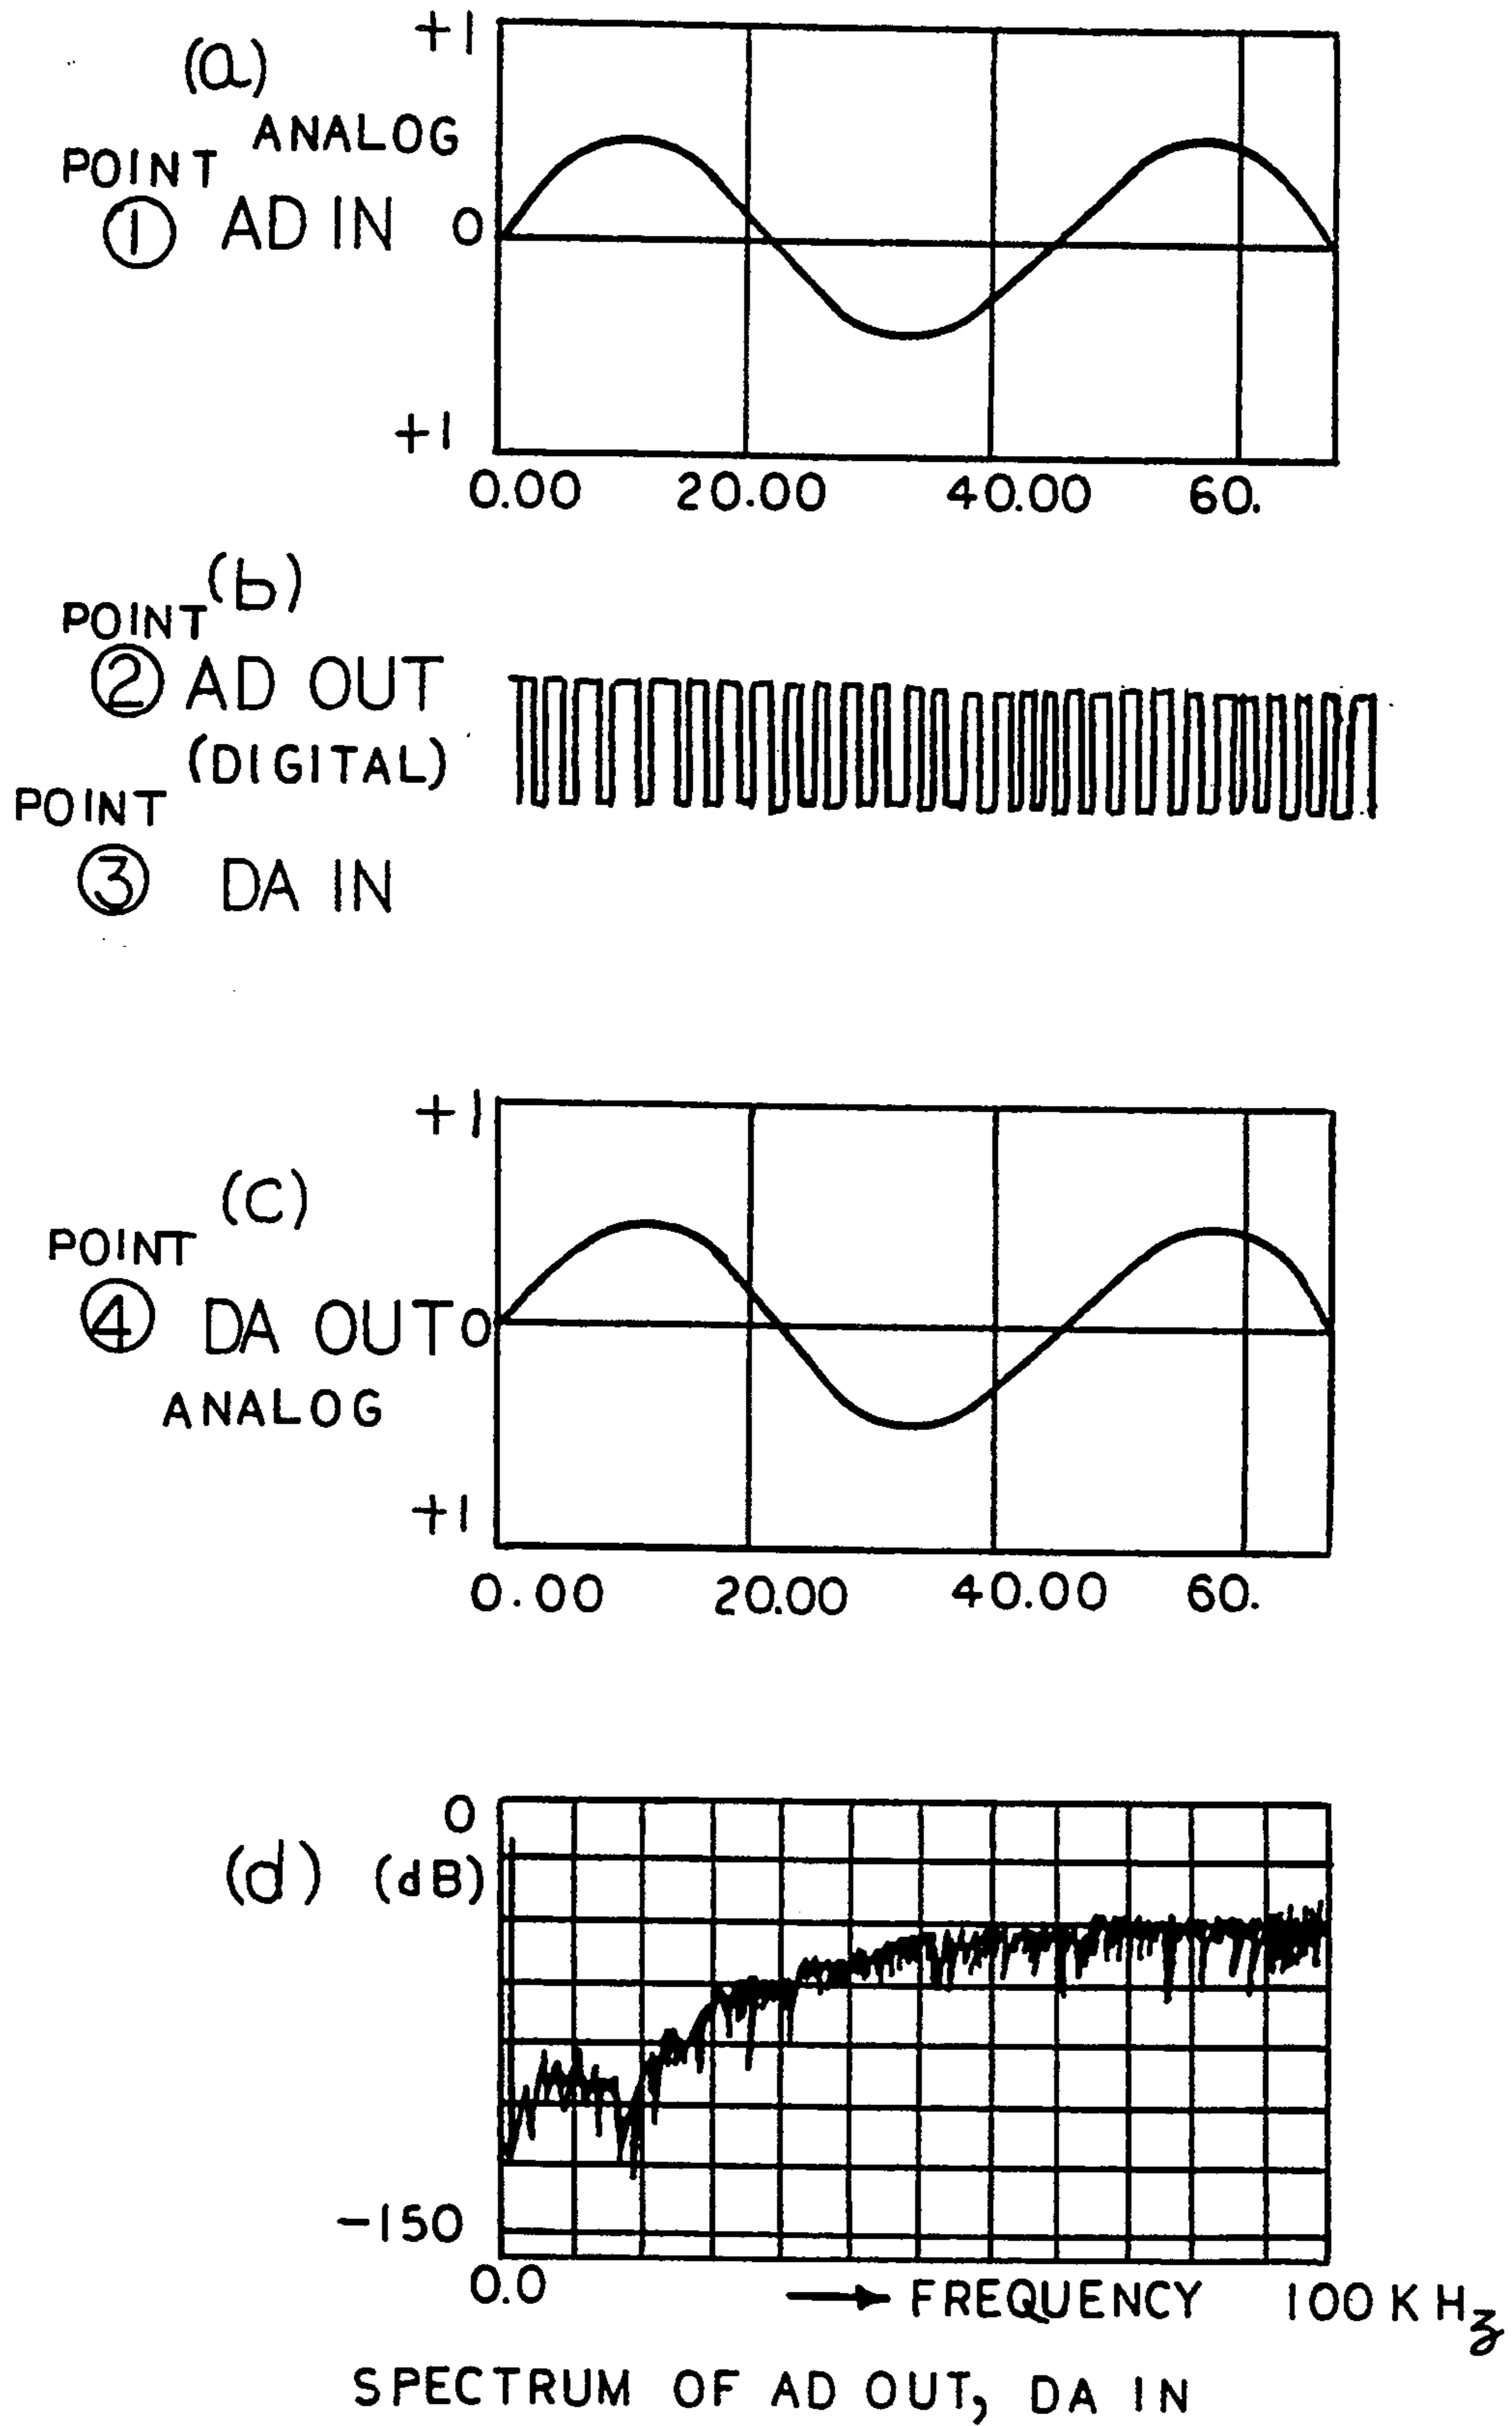 +1
(a)
ANALOG
POINT
① AD IN 0
+1
0.00 20.00 40.00 60.
(b)
POINT
② AD OUT
(DIGITAL)
POINT
③ DA IN
+1
(c)
POINT
④ DA OUT 0
ANALOG
+1
0.00 20.00 40.00 60.
0
(d) (dB)
-150
0.0 FREQUENCY 100 KHz
SPECTRUM OF AD OUT, DA IN